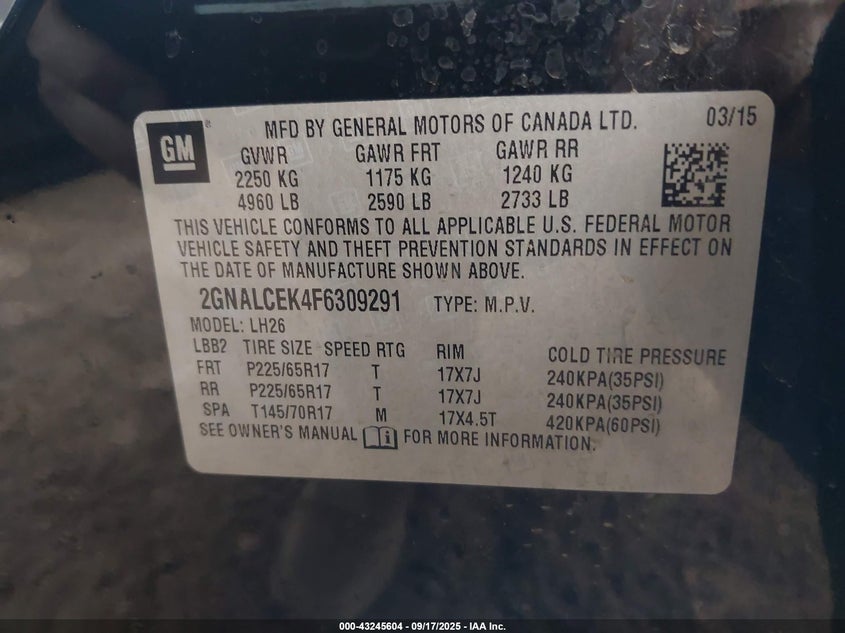 GM
MFD BY GENERAL MOTORS OF CANADA LTD. 03/15
GVWR GAWR FRT GAWR RR
2250 KG 1175 KG 1240 KG
4960 LB 2590 LB 2733 LB
THIS VEHICLE CONFORMS TO ALL APPLICABLE U.S. FEDERAL MOTOR
VEHICLE SAFETY AND THEFT PREVENTION STANDARDS IN EFFECT ON
THE DATE OF MANUFACTURE SHOWN ABOVE.
2GNALCEK4F6309291 TYPE: M.P.V.
MODEL: LH26
LBB2 TIRE SIZE SPEED RTG RIM COLD TIRE PRESSURE
FRT P225/65R17 T 17X7J 240KPA(35PSI)
RR P225/65R17 T 17X7J 240KPA(35PSI)
SPA T145/70R17 M 17X4.5T 420KPA(60PSI)
SEE OWNER'S MANUAL FOR MORE INFORMATION.
000-43245604 - 09/17/2025 - IAA Inc.